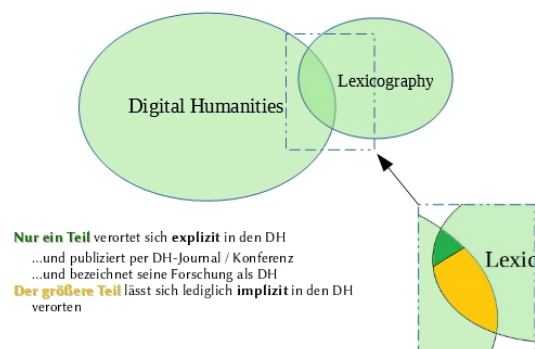 Digital Humanities
Lexicography
Nur ein Teil verortet sich explizit in den DH
...und publiziert per DH-Journal / Konferenz
...und bezeichnet seine Forschung als DH
Der größere Teil lässt sich lediglich implizit in den DH
verorten
Lexic